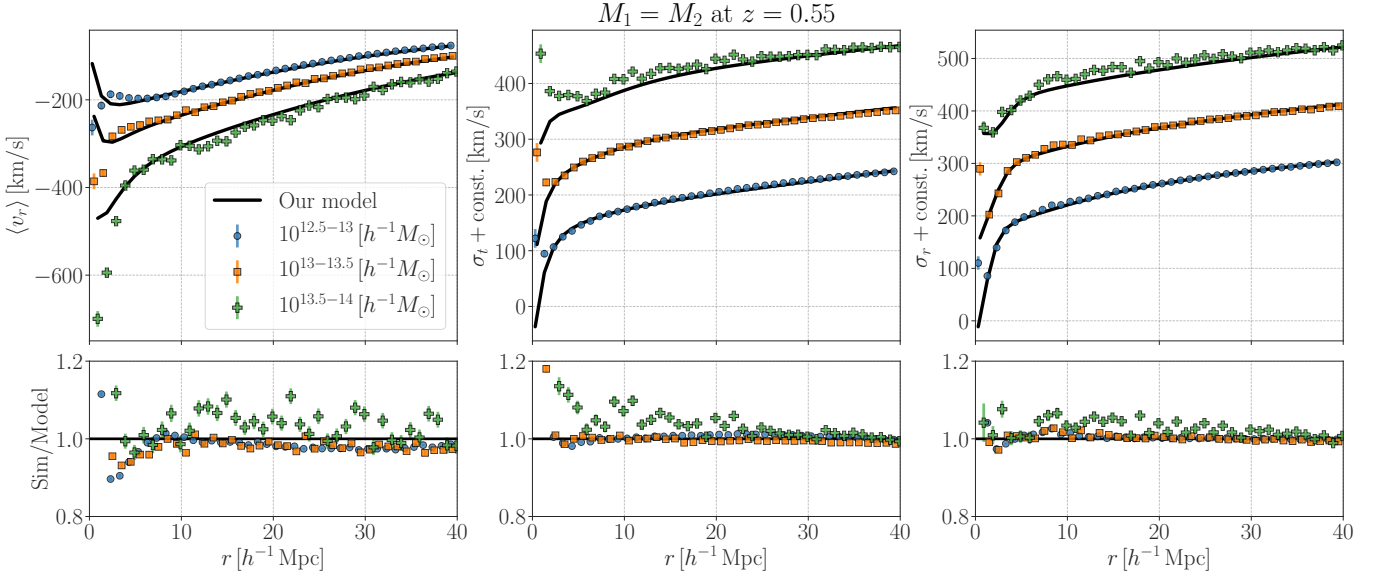 M₁ = M₂ at z = 0.55
⟨v_r⟩ [km/s]
−200
−400
−600
Our model
10^{12.5−13} [h^{−1}M_⊙]
10^{13−13.5} [h^{−1}M_⊙]
10^{13.5−14} [h^{−1}M_⊙]
σ_t + const. [km/s]
400
300
200
100
0
σ_r + const. [km/s]
500
400
300
200
100
0
Sim/Model
1.2
1.0
0.8
0 10 20 30 40
r [h^{−1} Mpc]
1.2
1.0
0.8
0 10 20 30 40
r [h^{−1} Mpc]
1.2
1.0
0.8
0 10 20 30 40
r [h^{−1} Mpc]